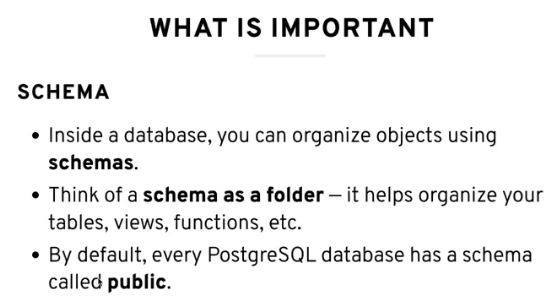 WHAT IS IMPORTANT
SCHEMA
• Inside a database, you can organize objects using
schemas.
• Think of a schema as a folder – it helps organize your
tables, views, functions, etc.
• By default, every PostgreSQL database has a schema
called public.